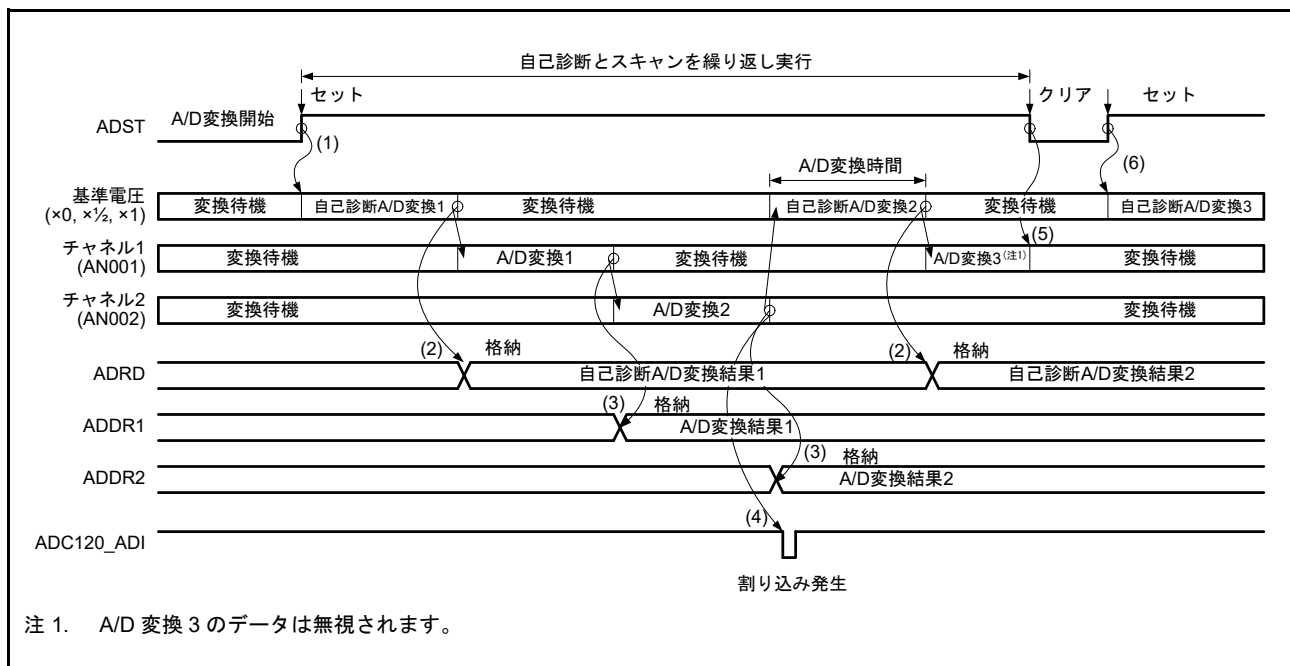 自己診断とスキャンを繰り返し実行
セット
クリア
セット
ADST
A/D変換開始
(1)
(6)
A/D変換時間
基準電圧
(×0, ×½, ×1)
変換待機
自己診断A/D変換1
変換待機
自己診断A/D変換2
変換待機
自己診断A/D変換3
(5)
チャネル1
(AN001)
変換待機
A/D変換1
変換待機
A/D変換3(注1)
変換待機
チャネル2
(AN002)
変換待機
A/D変換2
変換待機
ADRD
(2)
格納
自己診断A/D変換結果1
(2)
格納
自己診断A/D変換結果2
ADDR1
(3)
格納
A/D変換結果1
ADDR2
(3)
格納
A/D変換結果2
ADC120_ADI
(4)
割り込み発生
注 1. A/D 変換 3 のデータは無視されます。